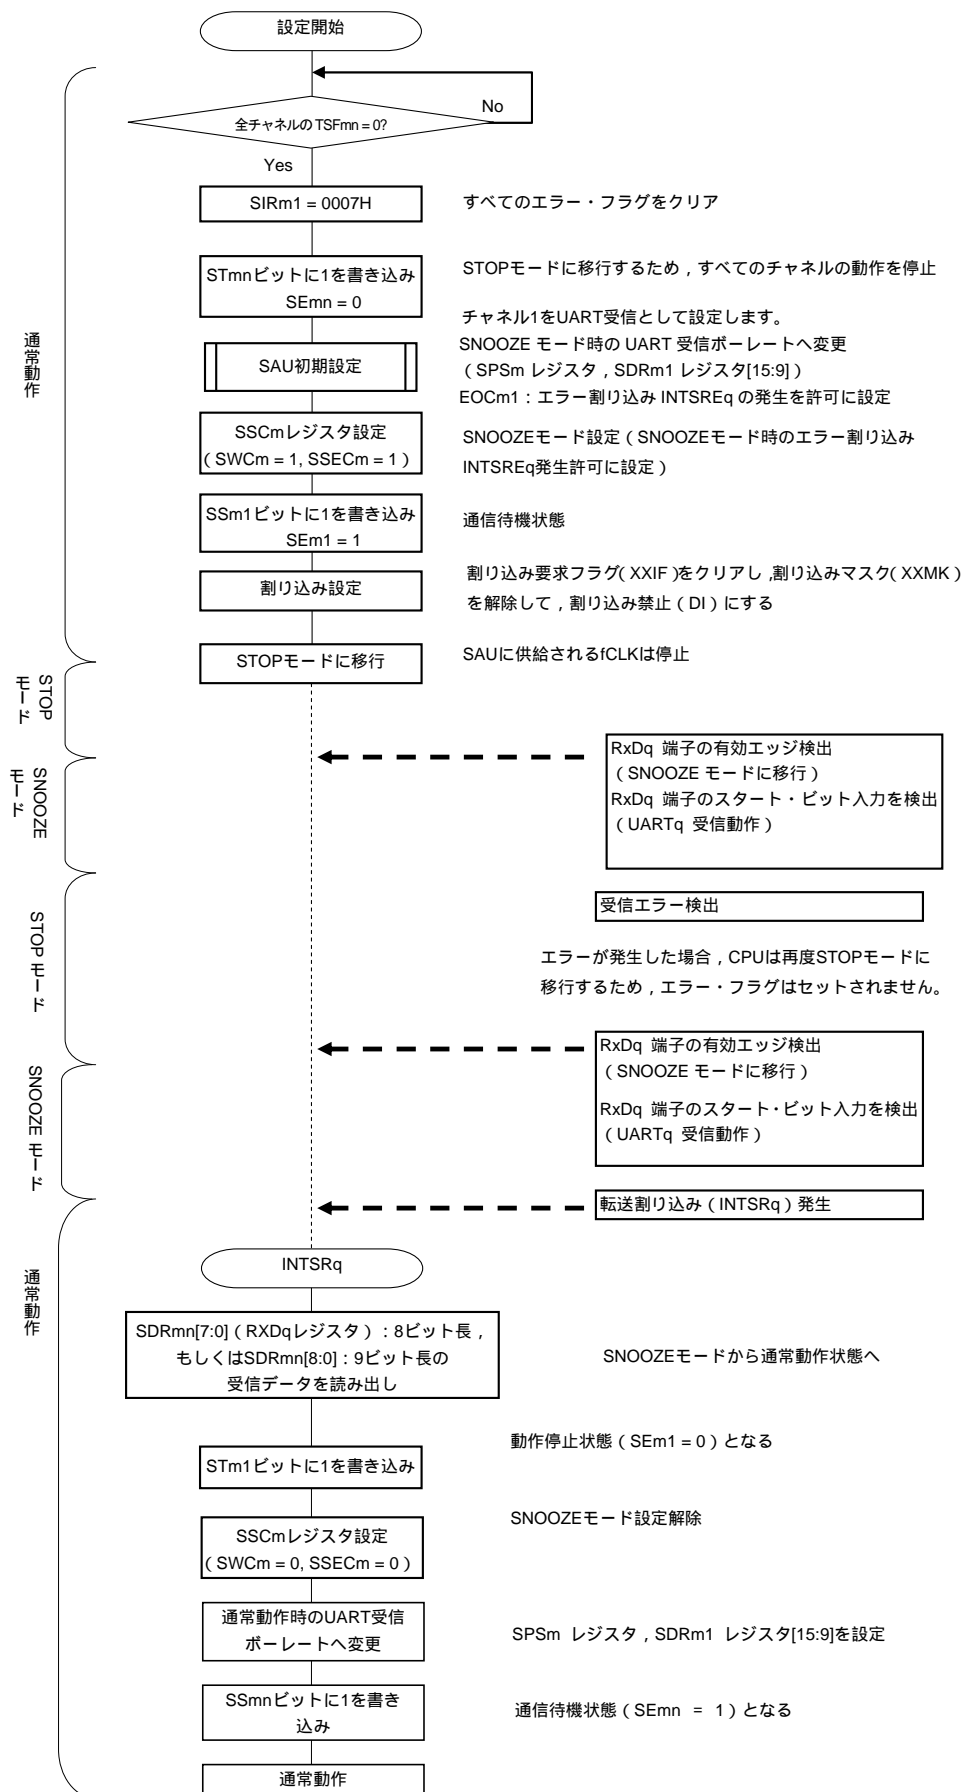 設定開始
No
全チャネルの TSFmn = 0?
Yes
SIRm1 = 0007H
すべてのエラー・フラグをクリア
STmnビットに1を書き込み
SEmn = 0
STOPモードに移行するため，すべてのチャネルの動作を停止
通常動作
SAU初期設定
チャネル1をUART受信として設定します。
SNOOZE モード時の UART 受信ボーレートへ変更
（SPSm レジスタ，SDRm1 レジスタ[15:9]）
EOCm1：エラー割り込み INTSREq の発生を許可に設定
SSCmレジスタ設定
（SWCm = 1, SSECm = 1）
SNOOZEモード設定（SNOOZEモード時のエラー割り込み
INTSREq発生許可に設定）
SSm1ビットに1を書き込み
SEm1 = 1
通信待機状態
割り込み設定
割り込み要求フラグ（XXIF）をクリアし，割り込みマスク（XXMK）
を解除して，割り込み禁止（DI）にする
STOPモードに移行
SAUに供給されるfCLKは停止
STOP
モード
SNOOZE
モード
RxDq 端子の有効エッジ検出
（SNOOZE モードに移行）
RxDq 端子のスタート・ビット入力を検出
（UARTq 受信動作）
STOP モード
受信エラー検出
エラーが発生した場合，CPUは再度STOPモードに
移行するため，エラー・フラグはセットされません。
SNOOZE モード
RxDq 端子の有効エッジ検出
（SNOOZE モードに移行）
RxDq 端子のスタート・ビット入力を検出
（UARTq 受信動作）
転送割り込み（INTSRq）発生
通常動作
INTSRq
SDRmn[7:0]（RXDqレジスタ）：8ビット長，
もしくはSDRmn[8:0]：9ビット長の
受信データを読み出し
SNOOZEモードから通常動作状態へ
STm1ビットに1を書き込み
動作停止状態（SEm1 = 0）となる
SSCmレジスタ設定
（SWCm = 0, SSECm = 0）
SNOOZEモード設定解除
通常動作時のUART受信
ボーレートへ変更
SPSm レジスタ，SDRm1 レジスタ[15:9]を設定
SSmnビットに1を書き
込み
通信待機状態（SEmn = 1）となる
通常動作